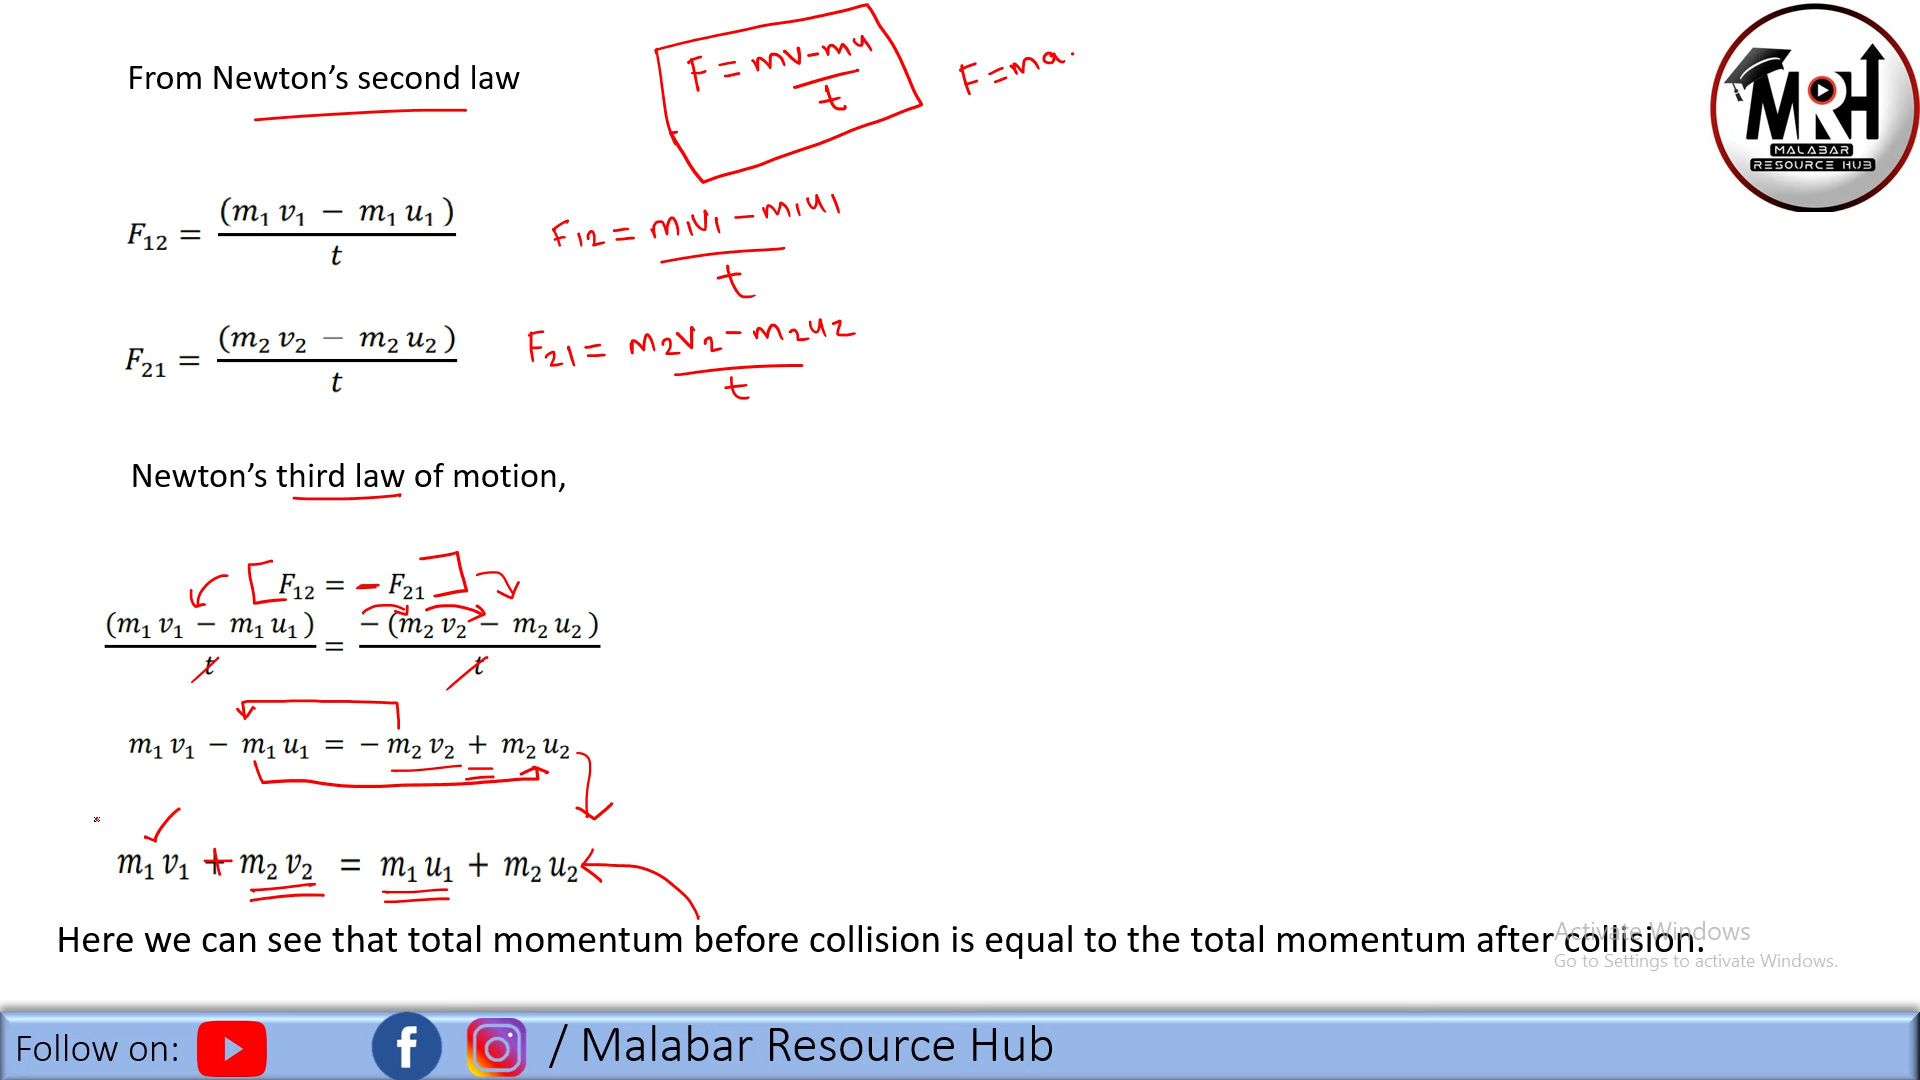 From Newton's second law
F = mv-mu / t
F = ma.
MRH
MALABAR
RESOURCE HUB
F₁₂ = (m₁ v₁ − m₁ u₁) / t
F₁₂ = m₁v₁ − m₁u₁ / t
F₂₁ = (m₂ v₂ − m₂ u₂) / t
F₂₁ = m₂v₂ − m₂u₂ / t
Newton's third law of motion,
F₁₂ = − F₂₁
(m₁ v₁ − m₁ u₁) / t = −(m₂ v₂ − m₂ u₂) / t
m₁ v₁ − m₁ u₁ = − m₂ v₂ + m₂ u₂
m₁ v₁ + m₂ v₂ = m₁ u₁ + m₂ u₂
Here we can see that total momentum before collision is equal to the total momentum after collision.
Activate Windows
Go to Settings to activate Windows.
Follow on: / Malabar Resource Hub